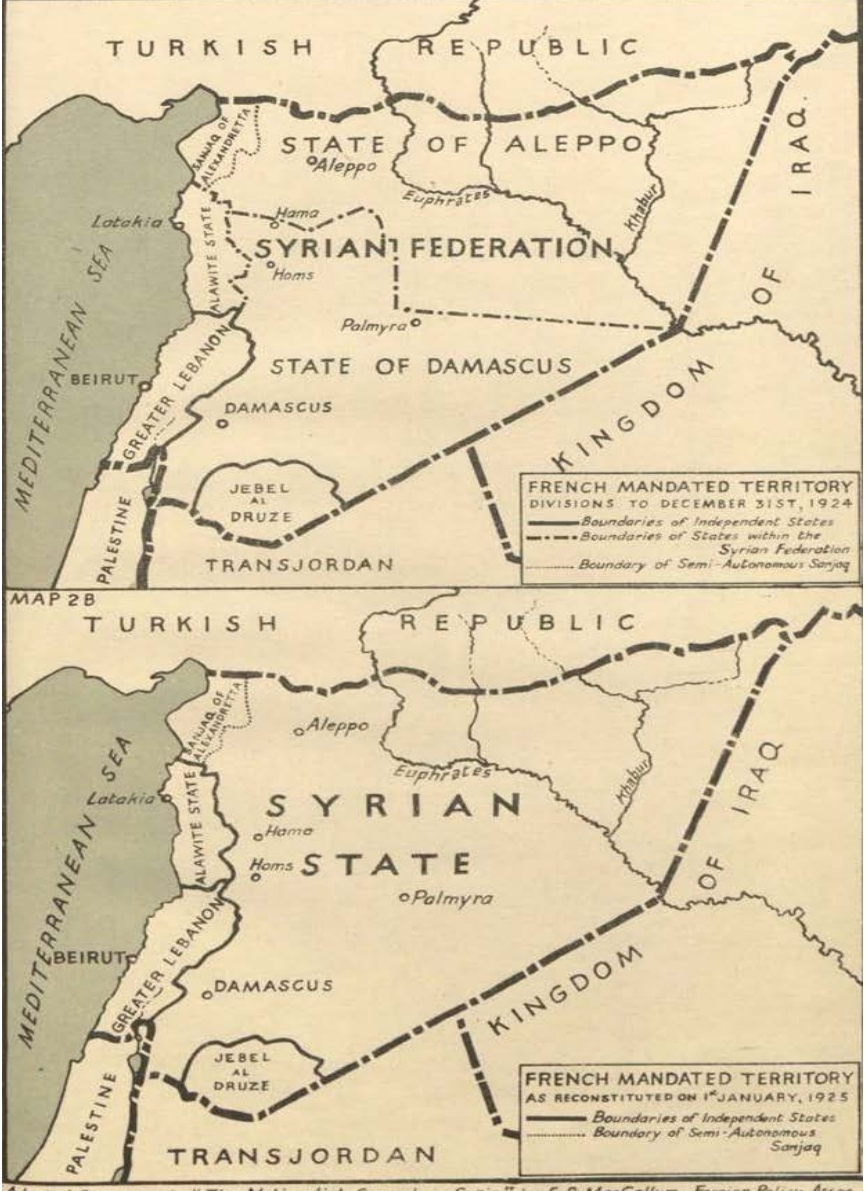 TURKISH REPUBLIC
SANJAQ OF
ALEXANDRETTA
STATE OF ALEPPO
Aleppo
Euphrates
Khabur
IRAQ
OF
KINGDOM
Latakia
Hama
SYRIAN FEDERATION
Homs
ALAWITE STATE
MEDITERRANEAN SEA
Palmyra
STATE OF DAMASCUS
GREATER LEBANON
BEIRUT
DAMASCUS
JEBEL
AL
DRUZE
PALESTINE
TRANSJORDAN
FRENCH MANDATED TERRITORY
DIVISIONS TO DECEMBER 31ST, 1924
Boundaries of Independent States
Boundaries of States within the
Syrian Federation
Boundary of Semi-Autonomous Sanjaq
MAP 2B
TURKISH REPUBLIC
SANJAQ OF
ALEXANDRETTA
Aleppo
Euphrates
Khabur
OF IRAQ
KINGDOM
MEDITERRANEAN SEA
Latakia
ALAWITE STATE
SYRIAN
Hama
Homs
STATE
Palmyra
GREATER LEBANON
BEIRUT
DAMASCUS
JEBEL
AL
DRUZE
PALESTINE
TRANSJORDAN
FRENCH MANDATED TERRITORY
AS RECONSTITUTED ON 1st JANUARY, 1925
Boundaries of Independent States
Boundary of Semi-Autonomous
Sanjaq